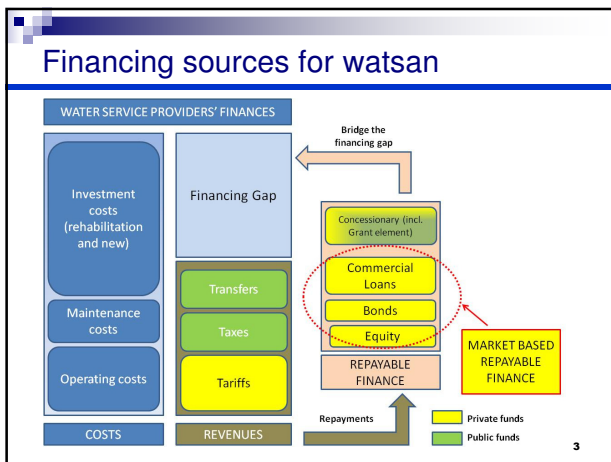 Financing sources for watsan
WATER SERVICE PROVIDERS' FINANCES
Investment
costs
(rehabilitation
and new)
Maintenance
costs
Operating costs
COSTS
Financing Gap
Transfers
Taxes
Tariffs
REVENUES
Bridge the
financing gap
Concessionary (incl.
Grant element)
Commercial
Loans
Bonds
Equity
REPAYABLE
FINANCE
MARKET BASED
REPAYABLE
FINANCE
Repayments
Private funds
Public funds
3